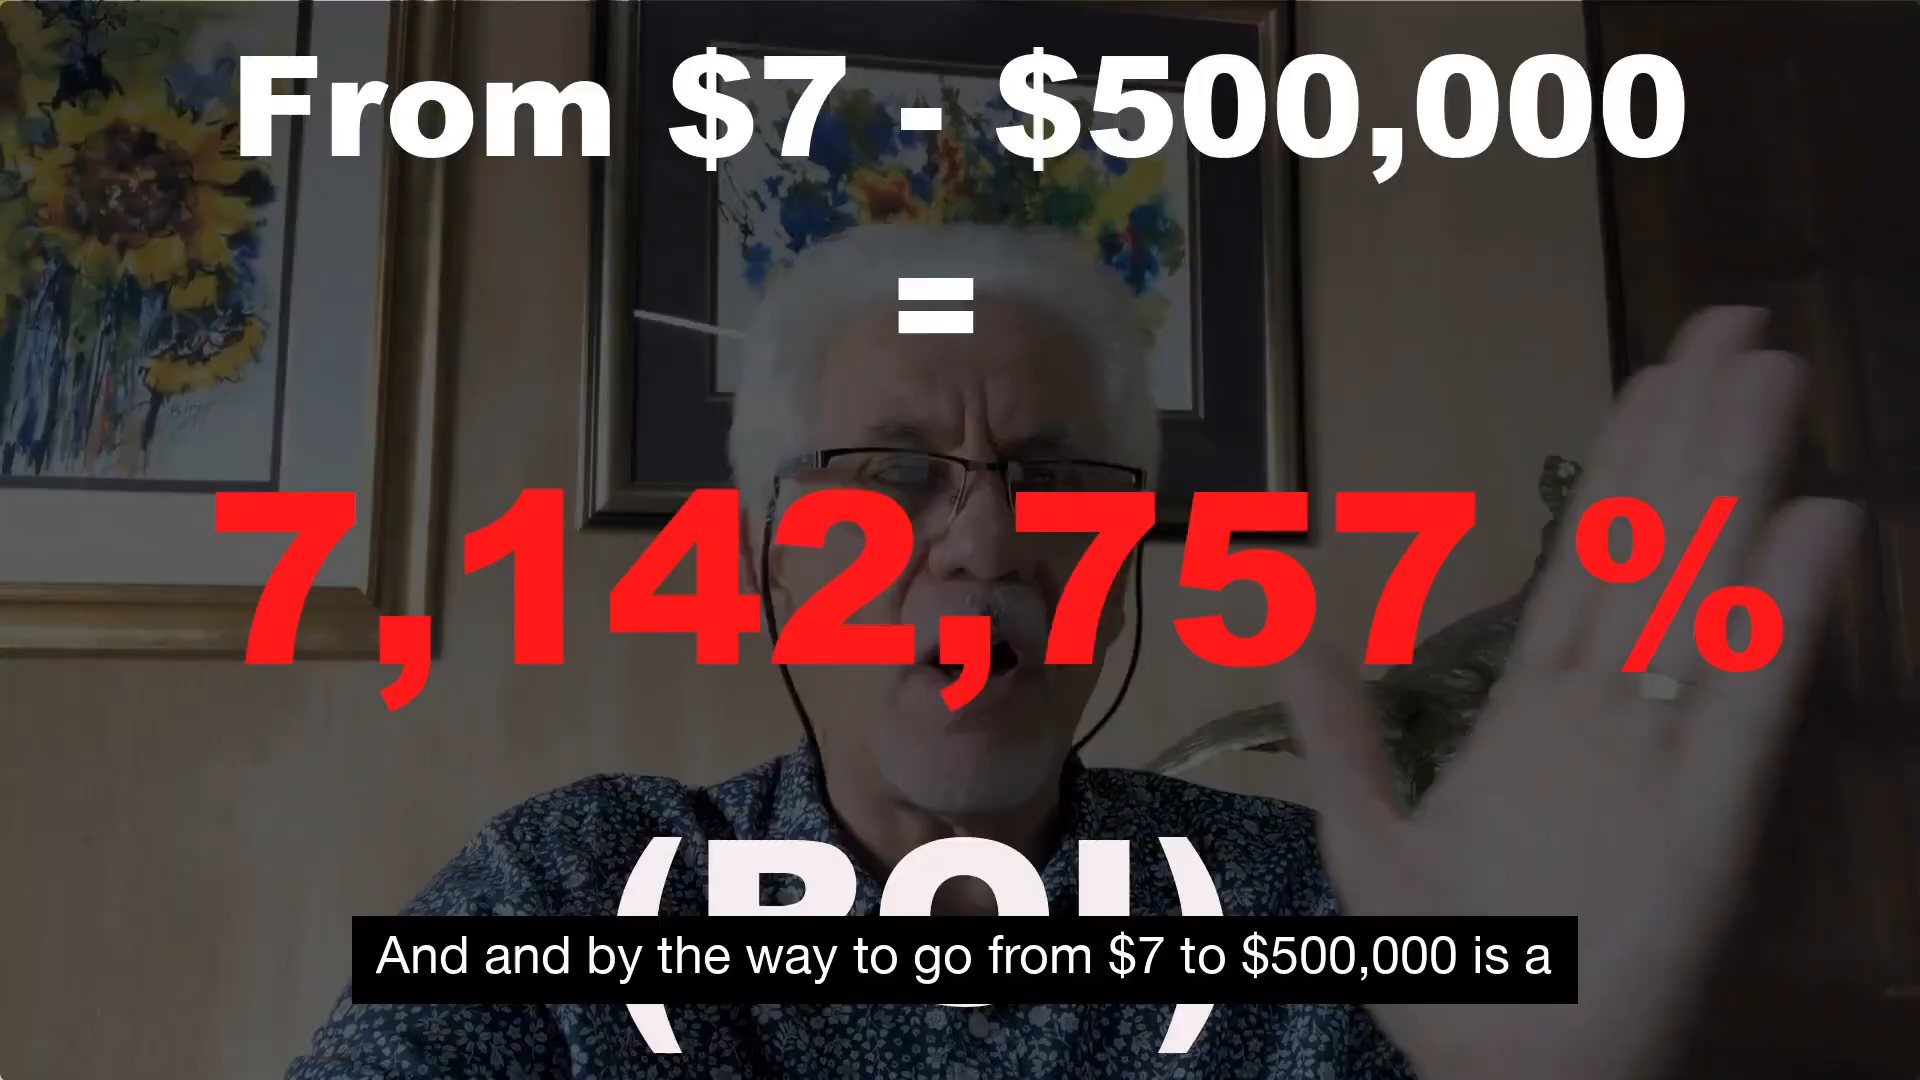 From $7 - $500,000
=
7,142,757 %
(ROI)
And and by the way to go from $7 to $500,000 is a